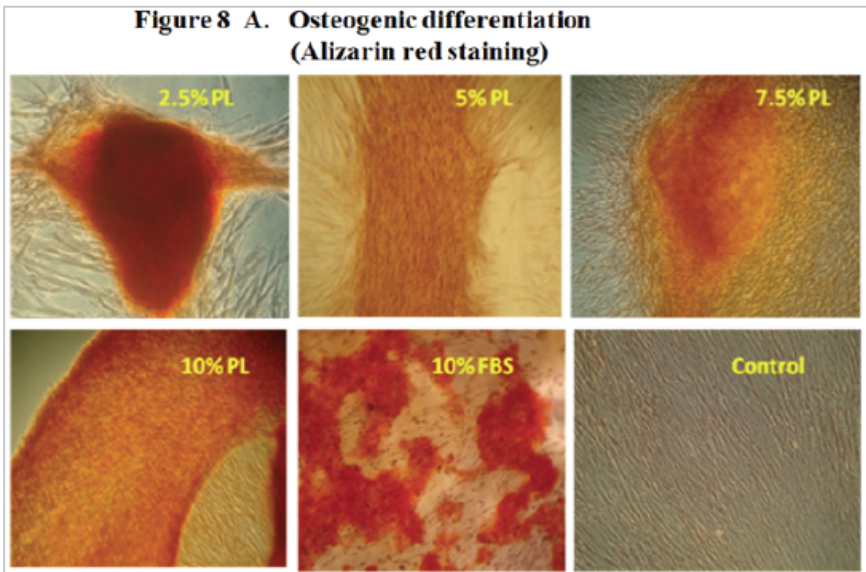 Figure 8 A. Osteogenic differentiation
(Alizarin red staining)
2.5% PL
5% PL
7.5% PL
10% PL
10% FBS
Control